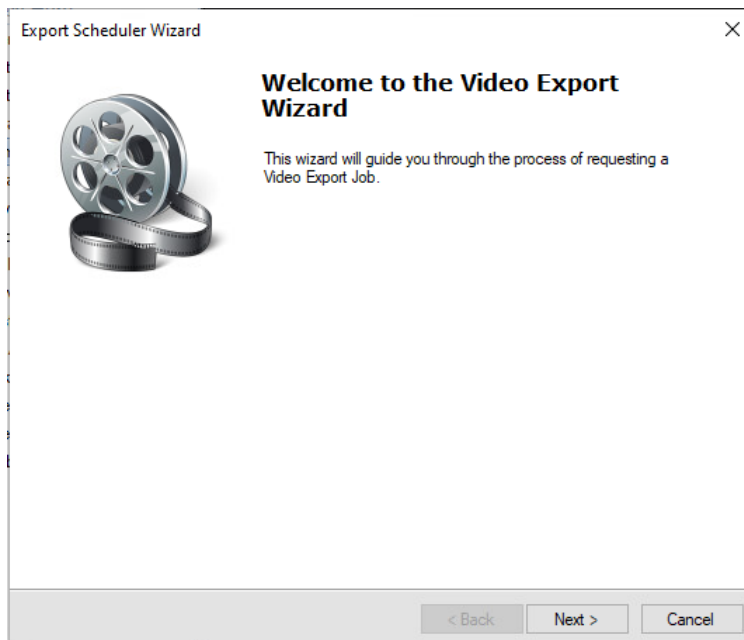 Export Scheduler Wizard
Welcome to the Video Export
Wizard
This wizard will guide you through the process of requesting a
Video Export Job.
< Back
Next >
Cancel